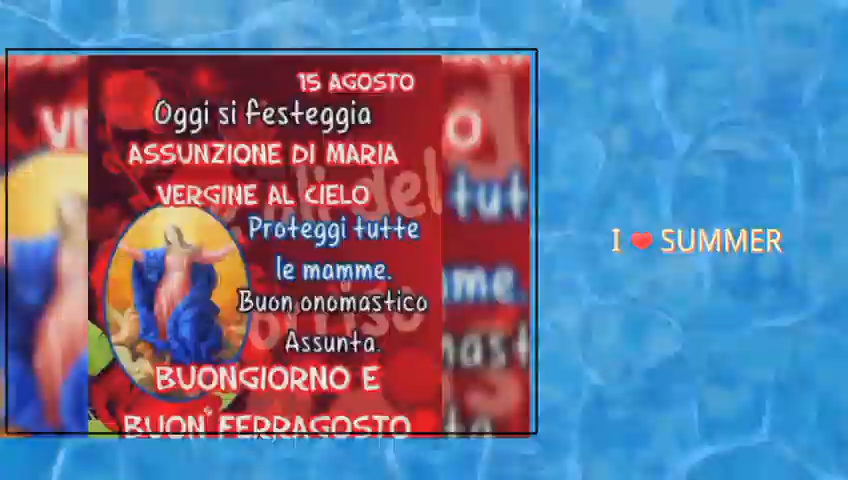 15 AGOSTO
Oggi si festeggia
ASSUNZIONE DI MARIA
VERGINE AL CIELO
Proteggi tutte
le mamme.
Buon onomastico
Assunta.
BUONGIORNO E
BUON FERRAGOSTO
I ❤ SUMMER